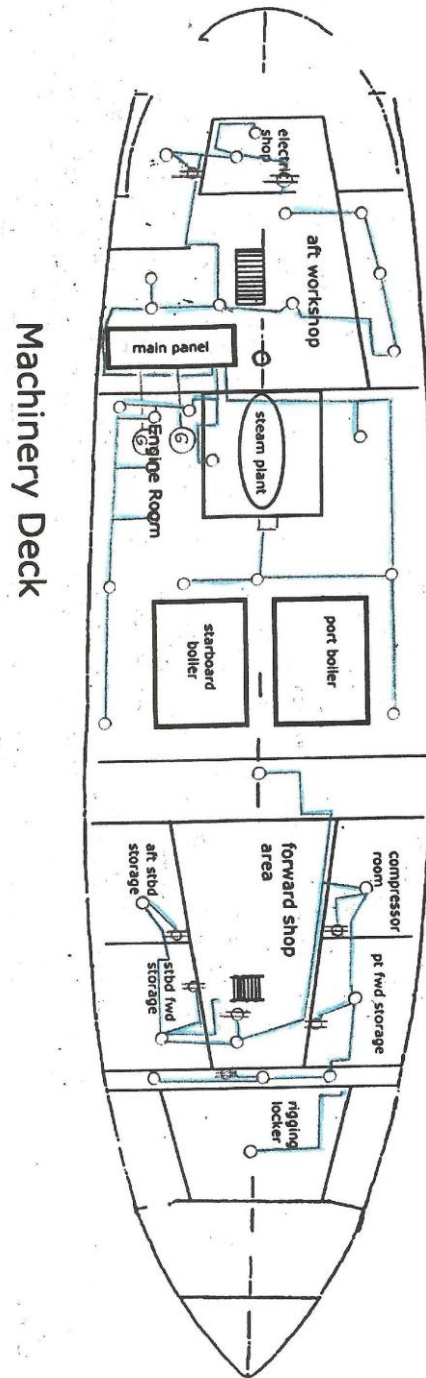 Machinery Deck
electric
shop
aft workshop
main panel
steam plant
G
G
Engine Room
port boiler
starboard
boiler
forward shop
area
compressor
room
aft stbd
storage
pt fwd storage
stbd fwd
storage
rigging
locker